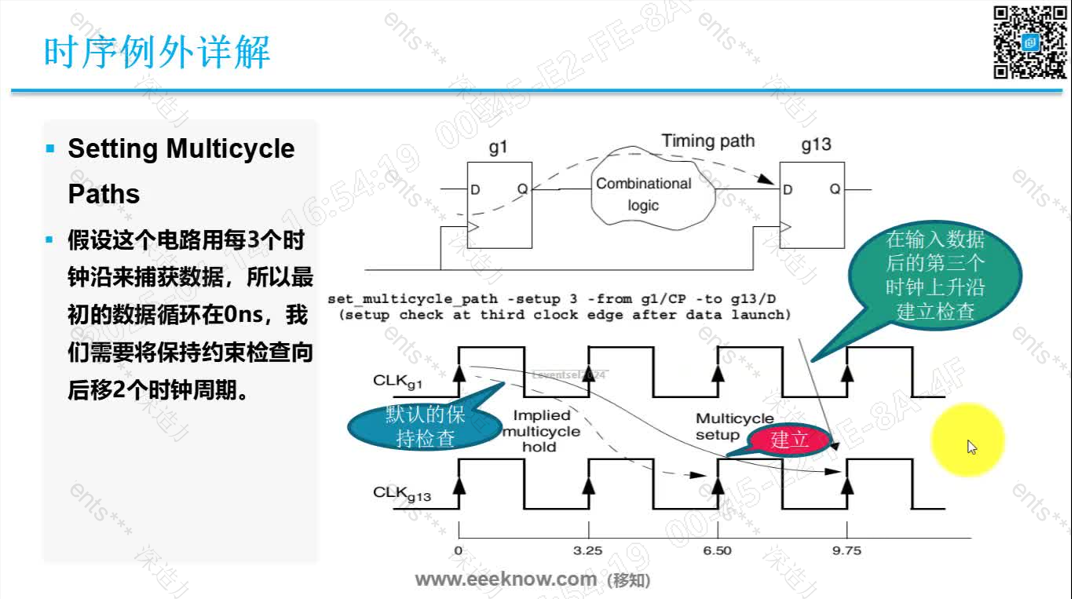 时序例外详解
Setting Multicycle
Paths
假设这个电路用每3个时
钟沿来捕获数据，所以最
初的数据循环在0ns，我
们需要将保持约束检查向
后移2个时钟周期。
g1
Timing path
g13
D
Q
Combinational
logic
D
Q
在输入数据
后的第三个
时钟上升沿
建立检查
set_multicycle_path -setup 3 -from g1/CP -to g13/D
(setup check at third clock edge after data launch)
CLKg1
Leventsel2024
默认的保
持检查
Implied
multicycle
hold
Multicycle
setup
建立
CLKg13
0
3.25
6.50
9.75
www.eeeknow.com（移知）